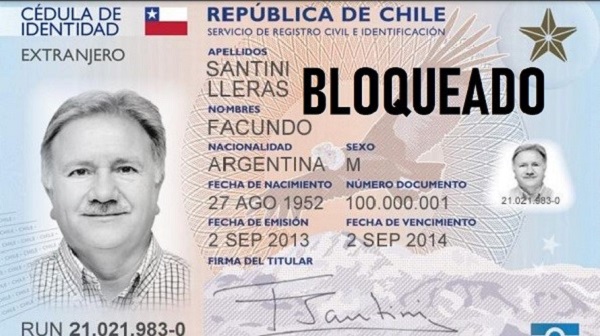 CÉDULA DE IDENTIDAD
EXTRANJERO
REPÚBLICA DE CHILE
SERVICIO DE REGISTRO CIVIL E IDENTIFICACIÓN
APELLIDOS
SANTINI
LLERAS
BLOQUEADO
NOMBRES
FACUNDO
NACIONALIDAD SEXO
ARGENTINA M
FECHA DE NACIMIENTO NÚMERO DOCUMENTO
27 AGO 1952 100.000.001
21.021.983-0
FECHA DE EMISIÓN FECHA DE VENCIMIENTO
2 SEP 2013 2 SEP 2014
FIRMA DEL TITULAR
F Santini
RUN 21.021.983-0